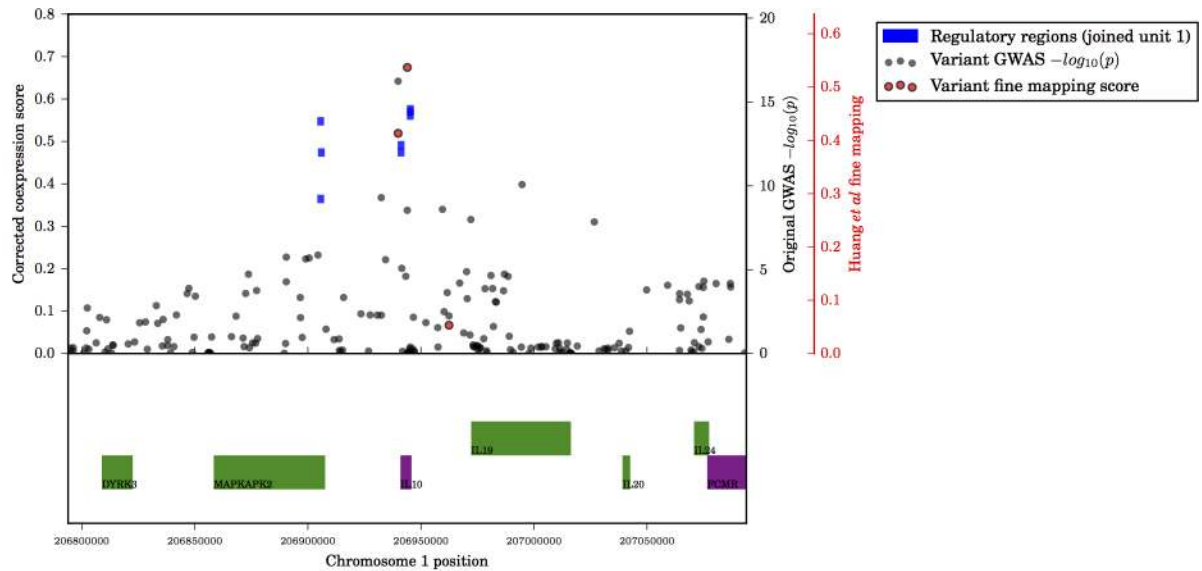 0.8
0.7
0.6
0.5
0.4
0.3
0.2
0.1
0.0
Corrected coexpression score
20
15
10
5
0
Original GWAS −log₁₀(p)
0.6
0.5
0.4
0.3
0.2
0.1
0.0
Huang et al fine mapping
Regulatory regions (joined unit 1)
Variant GWAS −log₁₀(p)
Variant fine mapping score
IL19
IL24
DYRK3
MAPKAPK2
IL10
IL20
FCMR
206800000
206850000
206900000
206950000
207000000
207050000
Chromosome 1 position